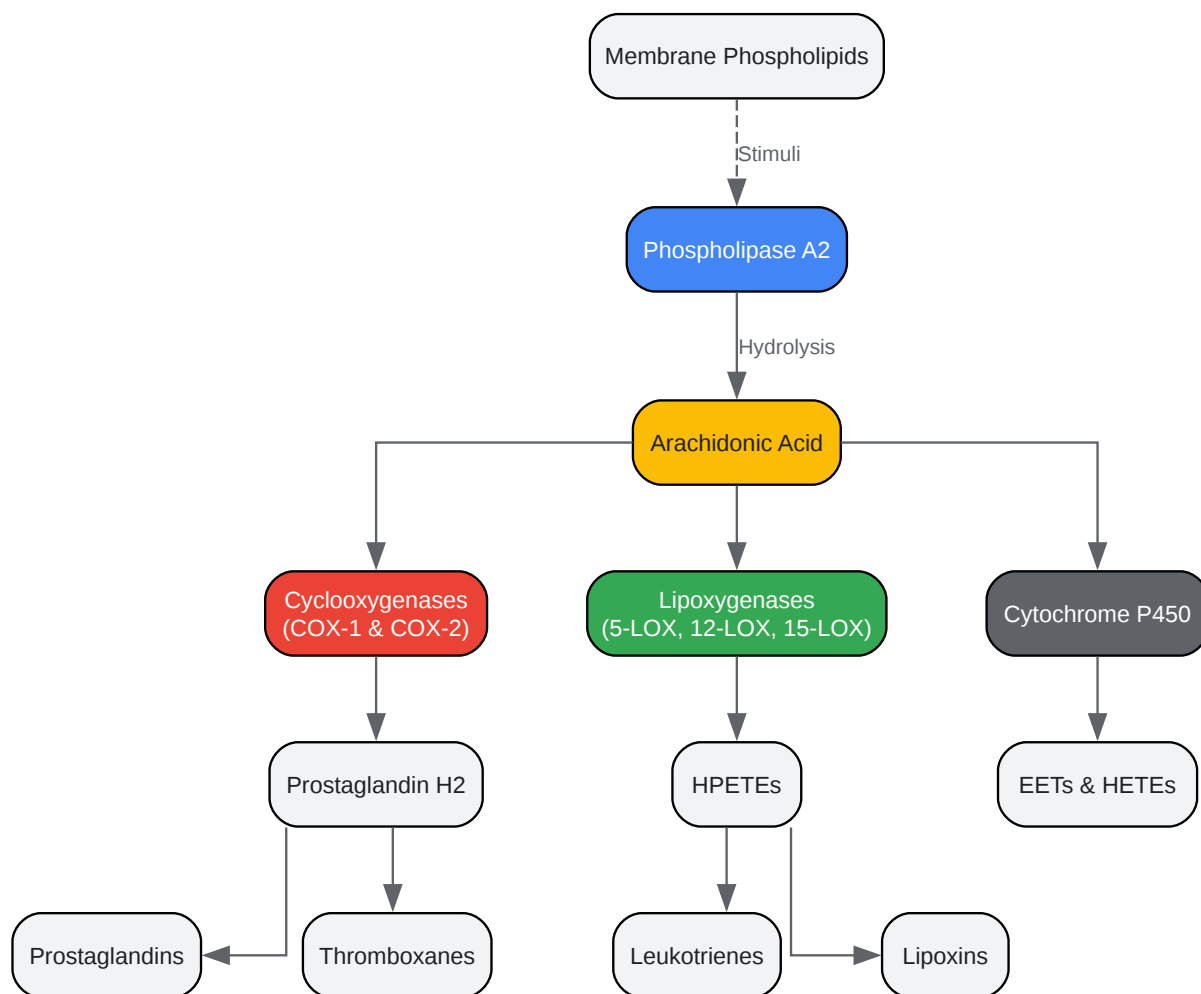 Membrane Phospholipids
Stimuli
Phospholipase A2
Hydrolysis
Arachidonic Acid
Cyclooxygenases
(COX-1 & COX-2)
Lipoxygenases
(5-LOX, 12-LOX, 15-LOX)
Cytochrome P450
Prostaglandin H2
HPETEs
EETs & HETEs
Prostaglandins
Thromboxanes
Leukotrienes
Lipoxins